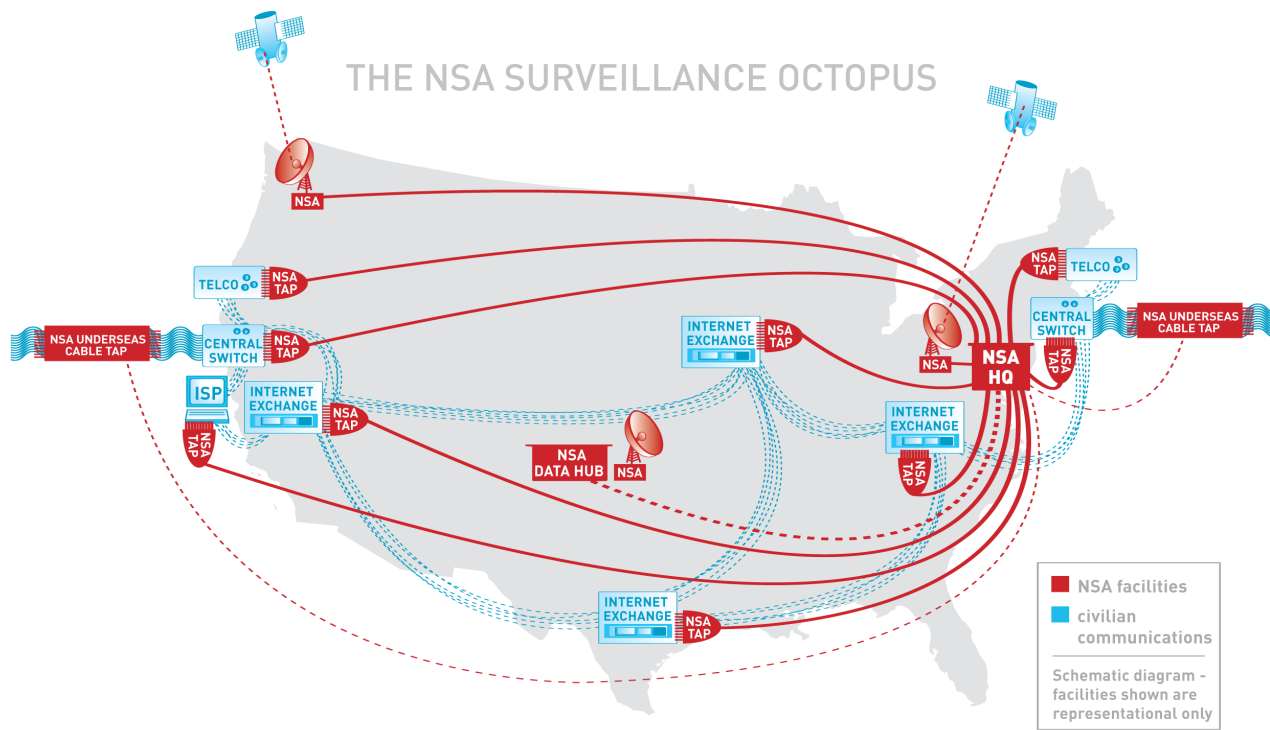 THE NSA SURVEILLANCE OCTOPUS
NSA
TELCO
NSA
TAP
NSA
TAP
TELCO
NSA UNDERSEAS
CABLE TAP
CENTRAL
SWITCH
NSA
TAP
INTERNET
EXCHANGE
NSA
TAP
NSA
NSA
HQ
CENTRAL
SWITCH
NSA
TAP
NSA UNDERSEAS
CABLE TAP
ISP
NSA
TAP
INTERNET
EXCHANGE
NSA
TAP
NSA
DATA HUB
NSA
INTERNET
EXCHANGE
NSA
TAP
INTERNET
EXCHANGE
NSA
TAP
NSA facilities
civilian
communications
Schematic diagram -
facilities shown are
representational only